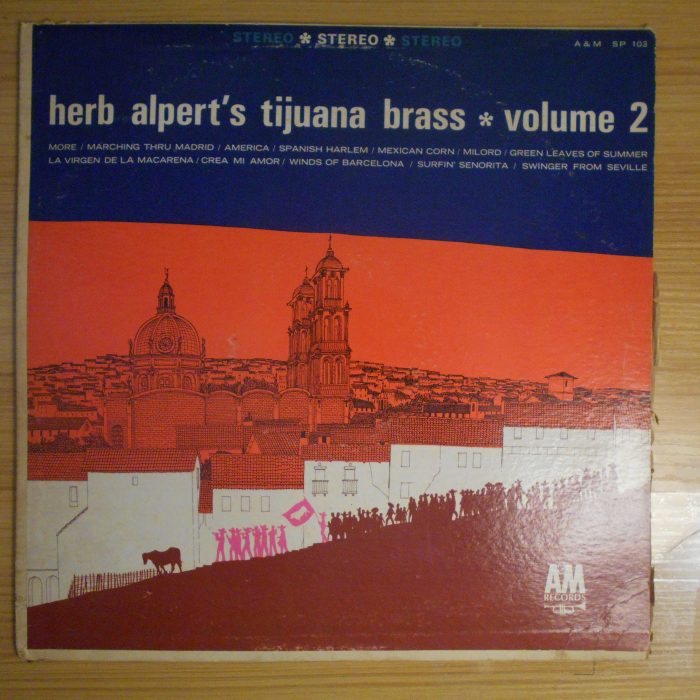 STEREO * STEREO * STEREO
A & M SP 103
herb alpert's tijuana brass * volume 2
MORE / MARCHING THRU MADRID / AMERICA / SPANISH HARLEM / MEXICAN CORN / MILORD / GREEN LEAVES OF SUMMER
LA VIRGEN DE LA MACARENA / CREA MI AMOR / WINDS OF BARCELONA / SURFIN' SENORITA / SWINGER FROM SEVILLE
D
AM
RECORDS